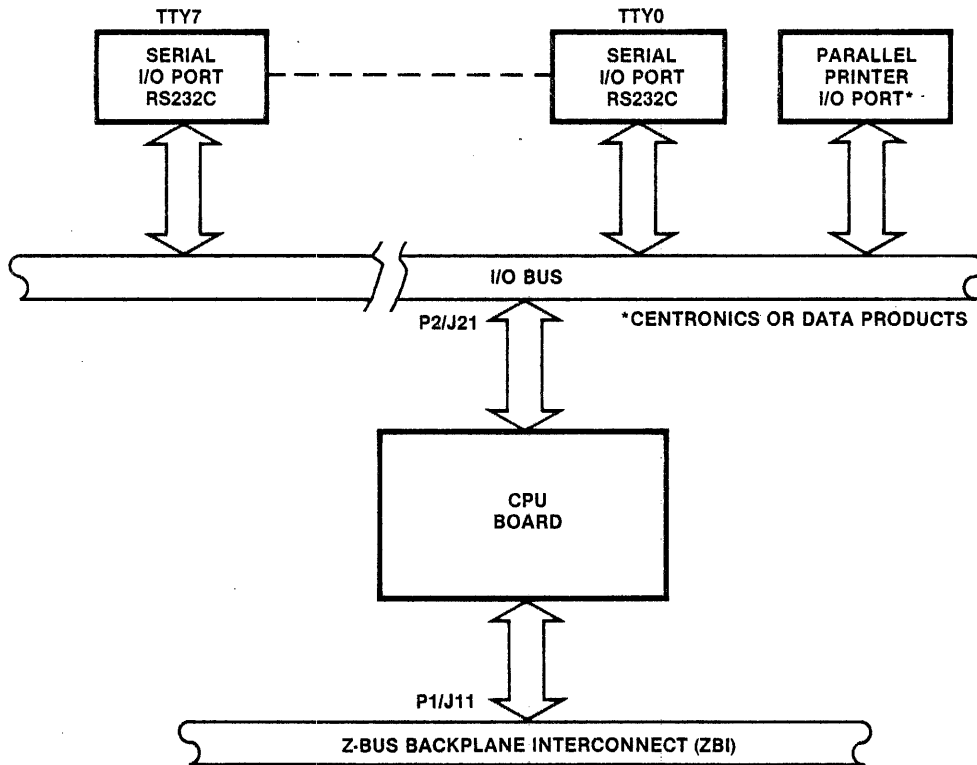 TTY7
SERIAL
I/O PORT
RS232C
TTY0
SERIAL
I/O PORT
RS232C
PARALLEL
PRINTER
I/O PORT*
I/O BUS
P2/J21
*CENTRONICS OR DATA PRODUCTS
CPU
BOARD
P1/J11
Z-BUS BACKPLANE INTERCONNECT (ZBI)